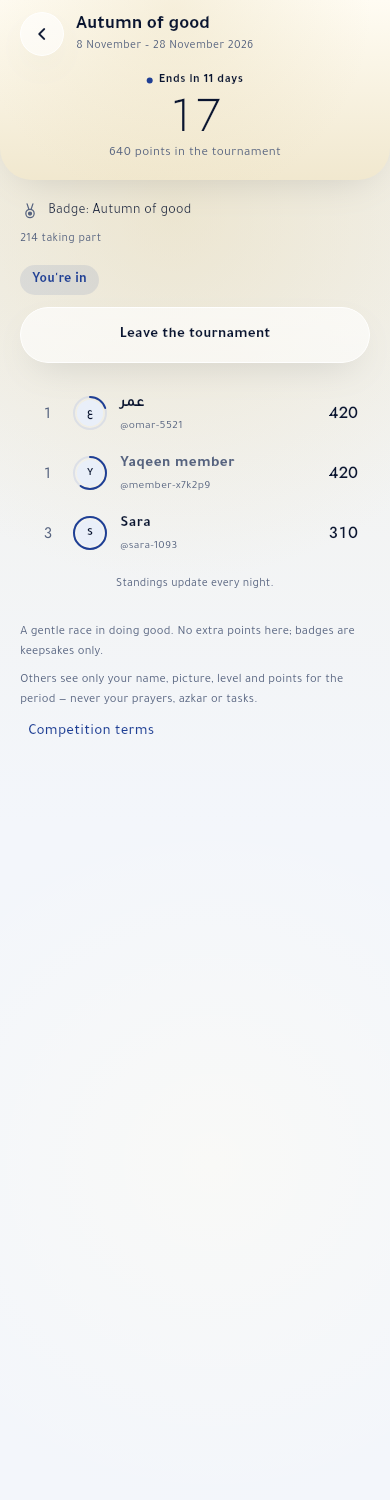 Autumn of good
8 November – 28 November 2026
Ends in 11 days
17
640 points in the tournament
Badge: Autumn of good
214 taking part
You're in
Leave the tournament
1
ع
عمر
@omar-5521
420
1
Y
Yaqeen member
@member-x7k2p9
420
3
S
Sara
@sara-1093
310
Standings update every night.
A gentle race in doing good. No extra points here; badges are
keepsakes only.
Others see only your name, picture, level and points for the
period — never your prayers, azkar or tasks.
Competition terms